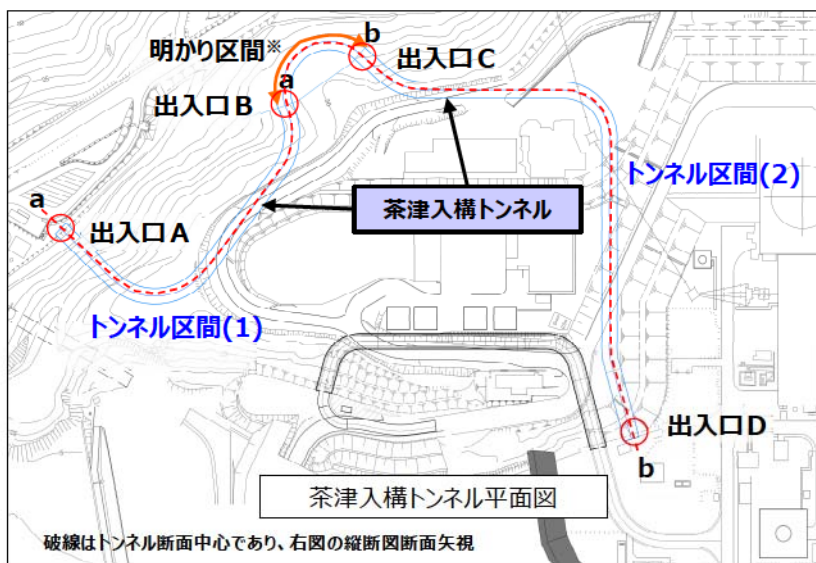 明かり区間※
b
出入口C
a
出入口B
トンネル区間(2)
茶津入構トンネル
a
出入口A
トンネル区間(1)
出入口D
b
茶津入構トンネル平面図
破線はトンネル断面中心であり、右図の縦断図断面矢視